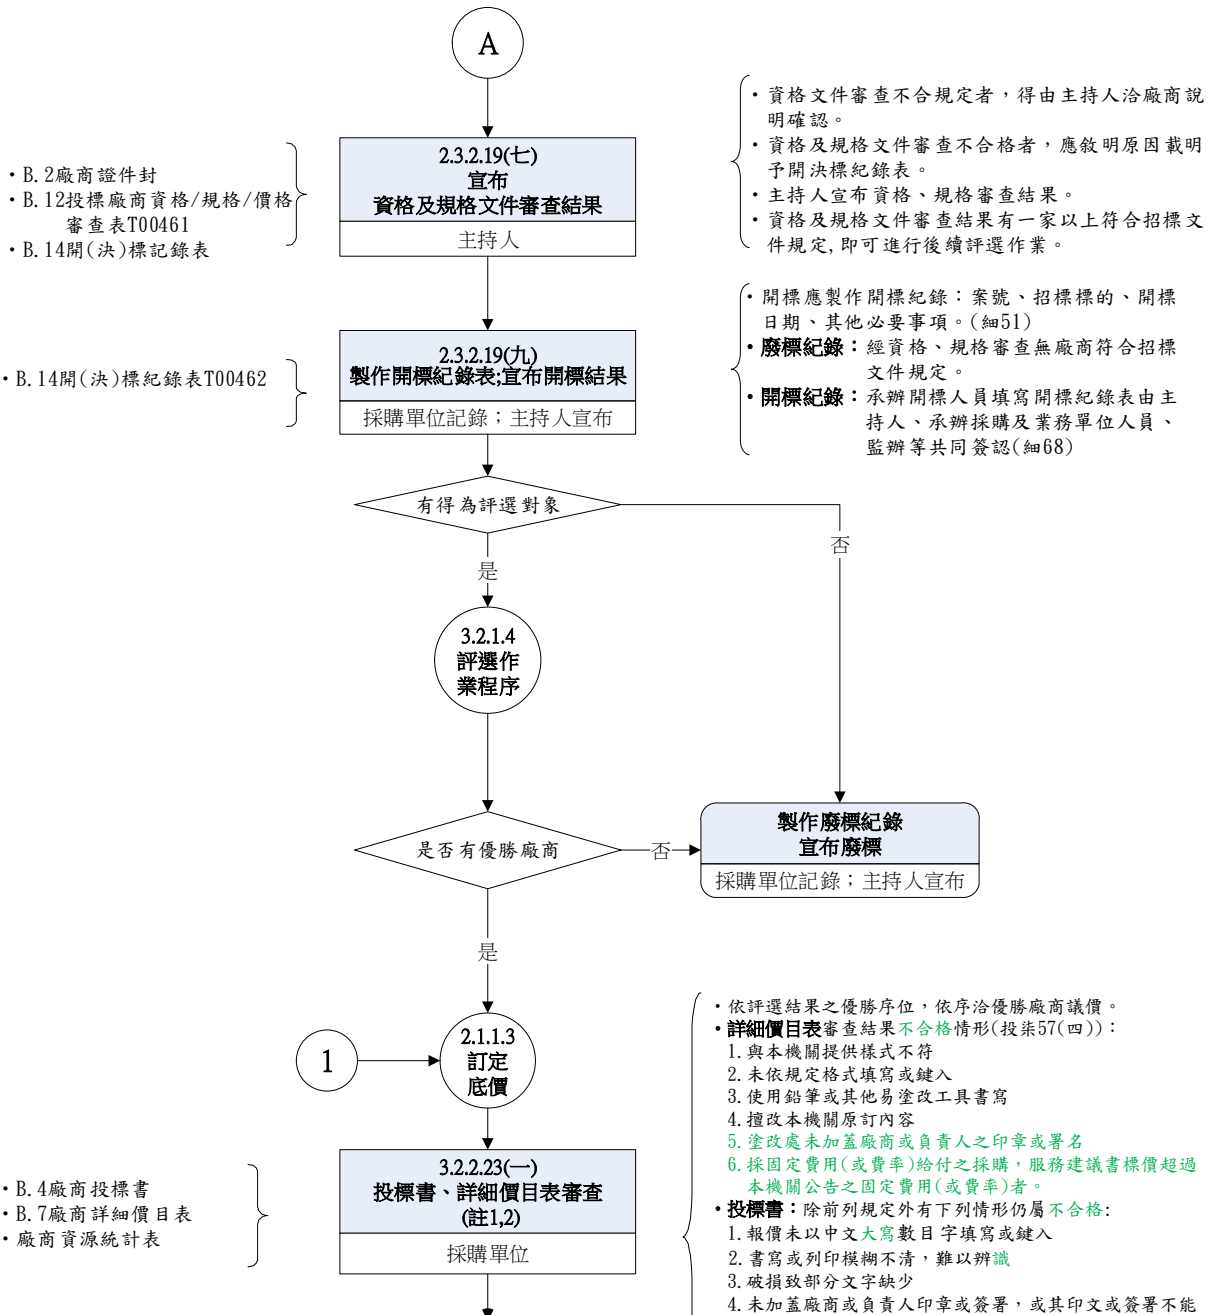 A
・B.2廠商證件封
・B.12投標廠商資格/規格/價格
審查表T00461
・B.14開(決)標記錄表
2.3.2.19(七)
宣布
資格及規格文件審查結果
主持人
・資格文件審查不合規定者，得由主持人洽廠商說
明確認。
・資格及規格文件審查不合格者，應敘明原因載明
予開決標紀錄表。
・主持人宣布資格、規格審查結果。
・資格及規格文件審查結果有一家以上符合招標文
件規定,即可進行後續評選作業。
・B.14開(決)標紀錄表T00462
2.3.2.19(九)
製作開標紀錄表;宣布開標結果
採購單位記錄；主持人宣布
・開標應製作開標紀錄：案號、招標標的、開標
日期、其他必要事項。(細51)
・廢標紀錄：經資格、規格審查無廠商符合招標
文件規定。
・開標紀錄：承辦開標人員填寫開標紀錄表由主
持人、承辦採購及業務單位人員、
監辦等共同簽認(細68)
有得為評選對象
否
是
3.2.1.4
評選作
業程序
是否有優勝廠商
否
製作廢標紀錄
宣布廢標
採購單位記錄；主持人宣布
是
1
2.1.1.3
訂定
底價
・B.4廠商投標書
・B.7廠商詳細價目表
・廠商資源統計表
3.2.2.23(一)
投標書、詳細價目表審查
(註1,2)
採購單位
・依評選結果之優勝序位，依序洽優勝廠商議價。
・詳細價目表審查結果不合格情形(投柒57(四))：
1.與本機關提供樣式不符
2.未依規定格式填寫或鍵入
3.使用鉛筆或其他易塗改工具書寫
4.擅改本機關原訂內容
5.塗改處未加蓋廠商或負責人之印章或署名
6.採固定費用(或費率)給付之採購，服務建議書標價超過
本機關公告之固定費用(或費率)者。
・投標書：除前列規定外有下列情形仍屬不合格:
1.報價未以中文大寫數目字填寫或鍵入
2.書寫或列印模糊不清，難以辨識
3.破損致部分文字缺少
4.未加蓋廠商或負責人印章或簽署，或其印文或簽署不能